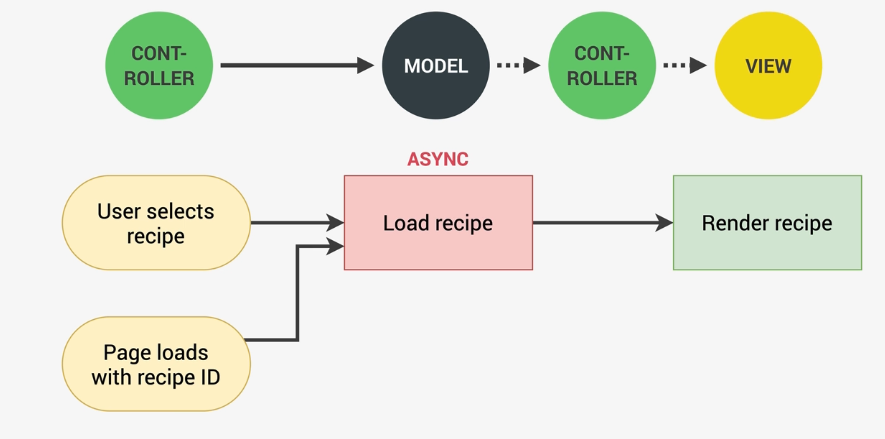 CONT-
ROLLER
MODEL
CONT-
ROLLER
VIEW
ASYNC
User selects
recipe
Load recipe
Render recipe
Page loads
with recipe ID